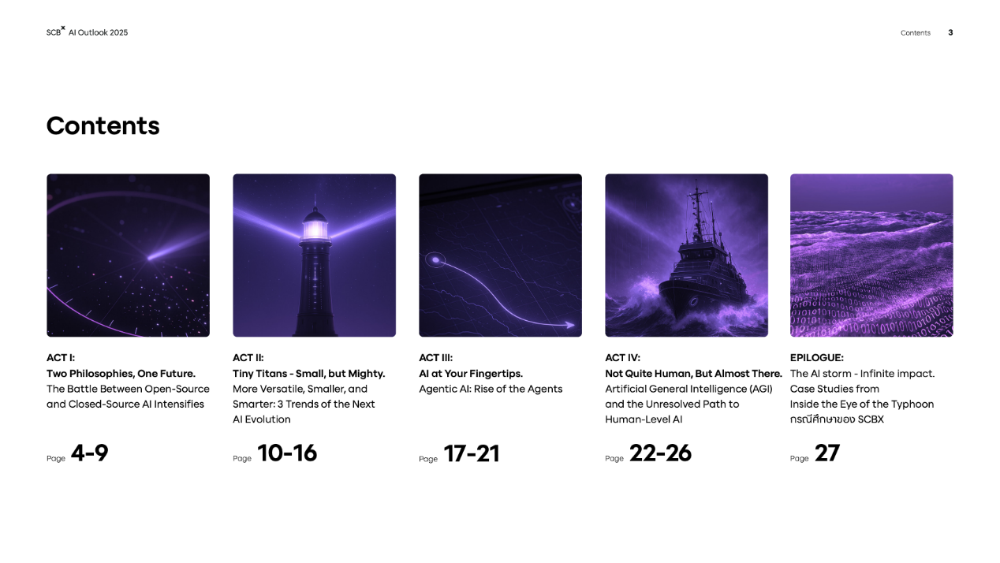 SCBx AI Outlook 2025
Contents 3
Contents
ACT I:
Two Philosophies, One Future.
The Battle Between Open-Source
and Closed-Source AI Intensifies
Page 4-9
ACT II:
Tiny Titans - Small, but Mighty.
More Versatile, Smaller, and
Smarter: 3 Trends of the Next
AI Evolution
Page 10-16
ACT III:
AI at Your Fingertips.
Agentic AI: Rise of the Agents
Page 17-21
ACT IV:
Not Quite Human, But Almost There.
Artificial General Intelligence (AGI)
and the Unresolved Path to
Human-Level AI
Page 22-26
EPILOGUE:
The AI storm - Infinite impact.
Case Studies from
Inside the Eye of the Typhoon
กรณีศึกษาของ SCBX
Page 27